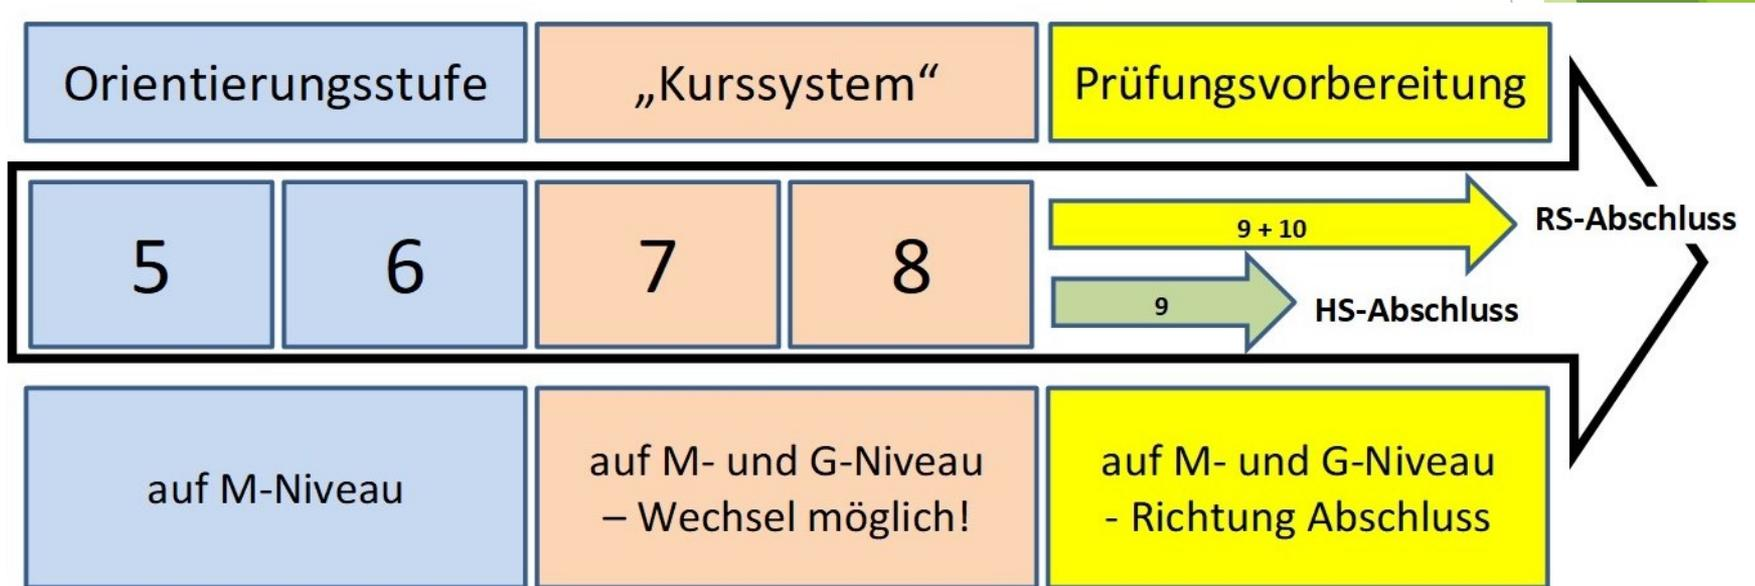 Orientierungsstufe
„Kurssystem“
Prüfungsvorbereitung
5
6
7
8
9 + 10
RS-Abschluss
9
HS-Abschluss
auf M-Niveau
auf M- und G-Niveau
– Wechsel möglich!
auf M- und G-Niveau
- Richtung Abschluss